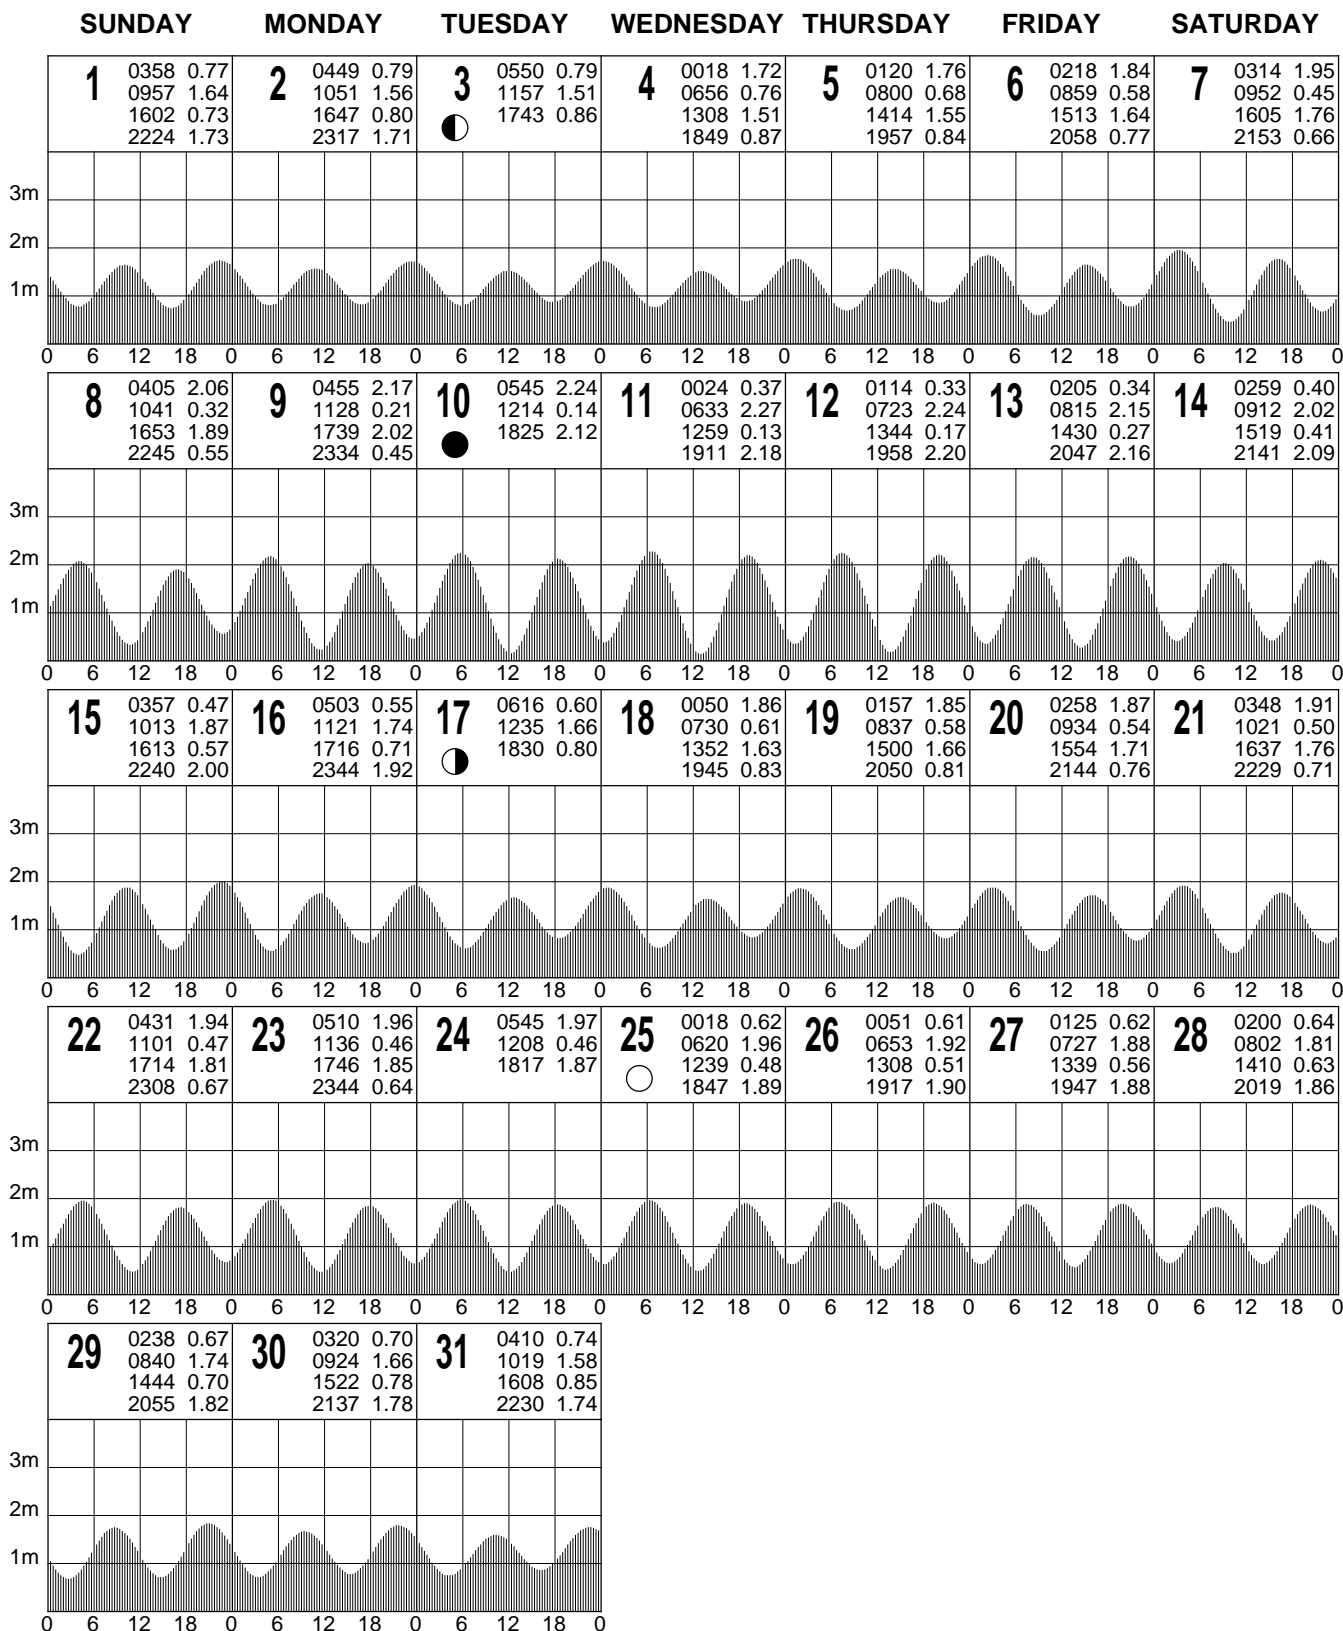 SUNDAY MONDAY TUESDAY WEDNESDAY THURSDAY FRIDAY SATURDAY
1 0358 0.77 2 0449 0.79 3 0550 0.79 4 0018 1.72 5 0120 1.76 6 0218 1.84 7 0314 1.95
0957 1.64 1051 1.56 1157 1.51 0656 0.76 0800 0.68 0859 0.58 0952 0.45
1602 0.73 1647 0.80 1743 0.86 1308 1.51 1414 1.55 1513 1.64 1605 1.76
2224 1.73 2317 1.71 1849 0.87 1957 0.84 2058 0.77 2153 0.66
3m
2m
1m
0 6 12 18 0 6 12 18 0 6 12 18 0 6 12 18 0 6 12 18 0 6 12 18 0 6 12 18 0
8 0405 2.06 9 0455 2.17 10 0545 2.24 11 0024 0.37 12 0114 0.33 13 0205 0.34 14 0259 0.40
1041 0.32 1128 0.21 1214 0.14 0633 2.27 0723 2.24 0815 2.15 0912 2.02
1653 1.89 1739 2.02 1825 2.12 1259 0.13 1344 0.17 1430 0.27 1519 0.41
2245 0.55 2334 0.45 1911 2.18 1958 2.20 2047 2.16 2141 2.09
3m
2m
1m
0 6 12 18 0 6 12 18 0 6 12 18 0 6 12 18 0 6 12 18 0 6 12 18 0 6 12 18 0
15 0357 0.47 16 0503 0.55 17 0616 0.60 18 0050 1.86 19 0157 1.85 20 0258 1.87 21 0348 1.91
1013 1.87 1121 1.74 1235 1.66 0730 0.61 0837 0.58 0934 0.54 1021 0.50
1613 0.57 1716 0.71 1830 0.80 1352 1.63 1500 1.66 1554 1.71 1637 1.76
2240 2.00 2344 1.92 1945 0.83 2050 0.81 2144 0.76 2229 0.71
3m
2m
1m
0 6 12 18 0 6 12 18 0 6 12 18 0 6 12 18 0 6 12 18 0 6 12 18 0 6 12 18 0
22 0431 1.94 23 0510 1.96 24 0545 1.97 25 0018 0.62 26 0051 0.61 27 0125 0.62 28 0200 0.64
1101 0.47 1136 0.46 1208 0.46 0620 1.96 0653 1.92 0727 1.88 0802 1.81
1714 1.81 1746 1.85 1817 1.87 1239 0.48 1308 0.51 1339 0.56 1410 0.63
2308 0.67 2344 0.64 1847 1.89 1917 1.90 1947 1.88 2019 1.86
3m
2m
1m
0 6 12 18 0 6 12 18 0 6 12 18 0 6 12 18 0 6 12 18 0 6 12 18 0 6 12 18 0
29 0238 0.67 30 0320 0.70 31 0410 0.74
0840 1.74 0924 1.66 1019 1.58
1444 0.70 1522 0.78 1608 0.85
2055 1.82 2137 1.78 2230 1.74
3m
2m
1m
0 6 12 18 0 6 12 18 0 6 12 18 0